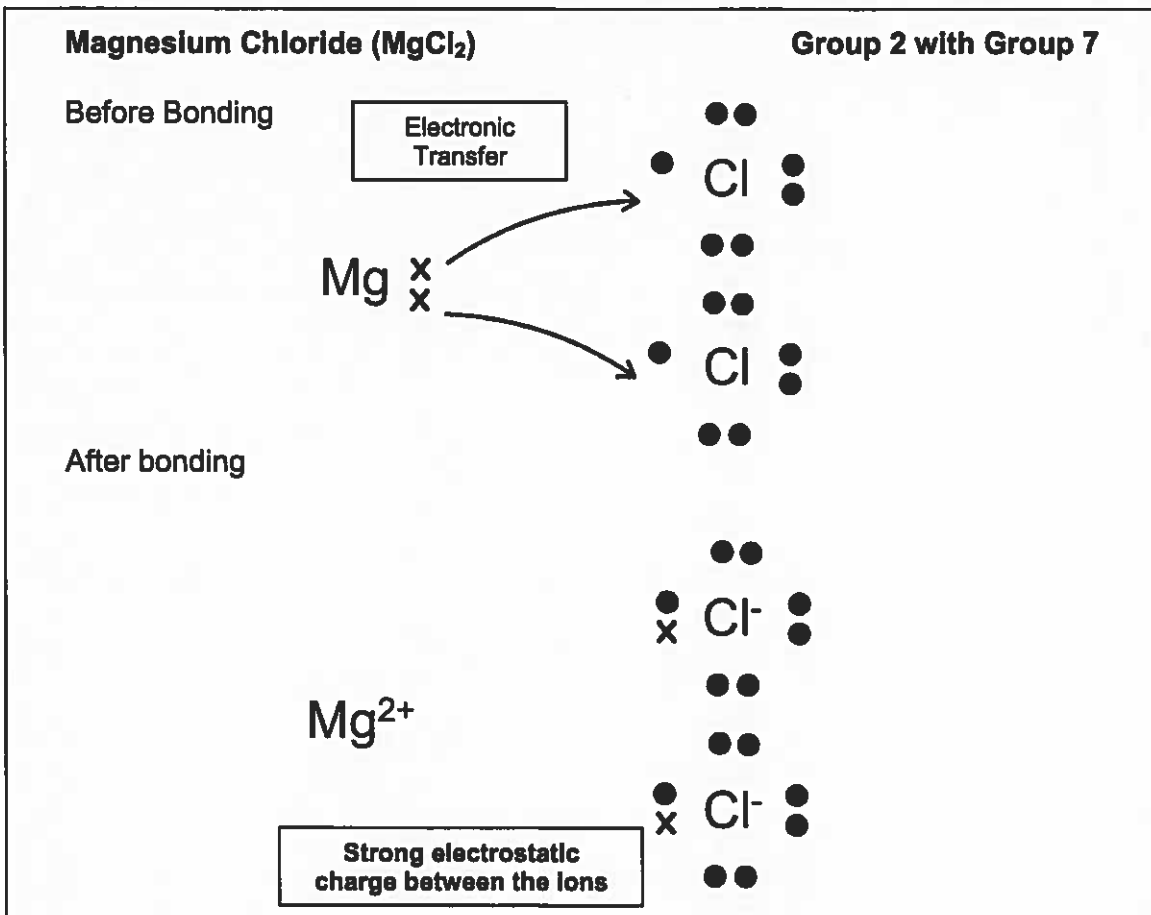 Magnesium Chloride (MgCl₂)
Group 2 with Group 7
Before Bonding
Electronic
Transfer
Cl
Mg x
x
Cl
After bonding
x Cl⁻
Mg²⁺
x Cl⁻
Strong electrostatic
charge between the ions